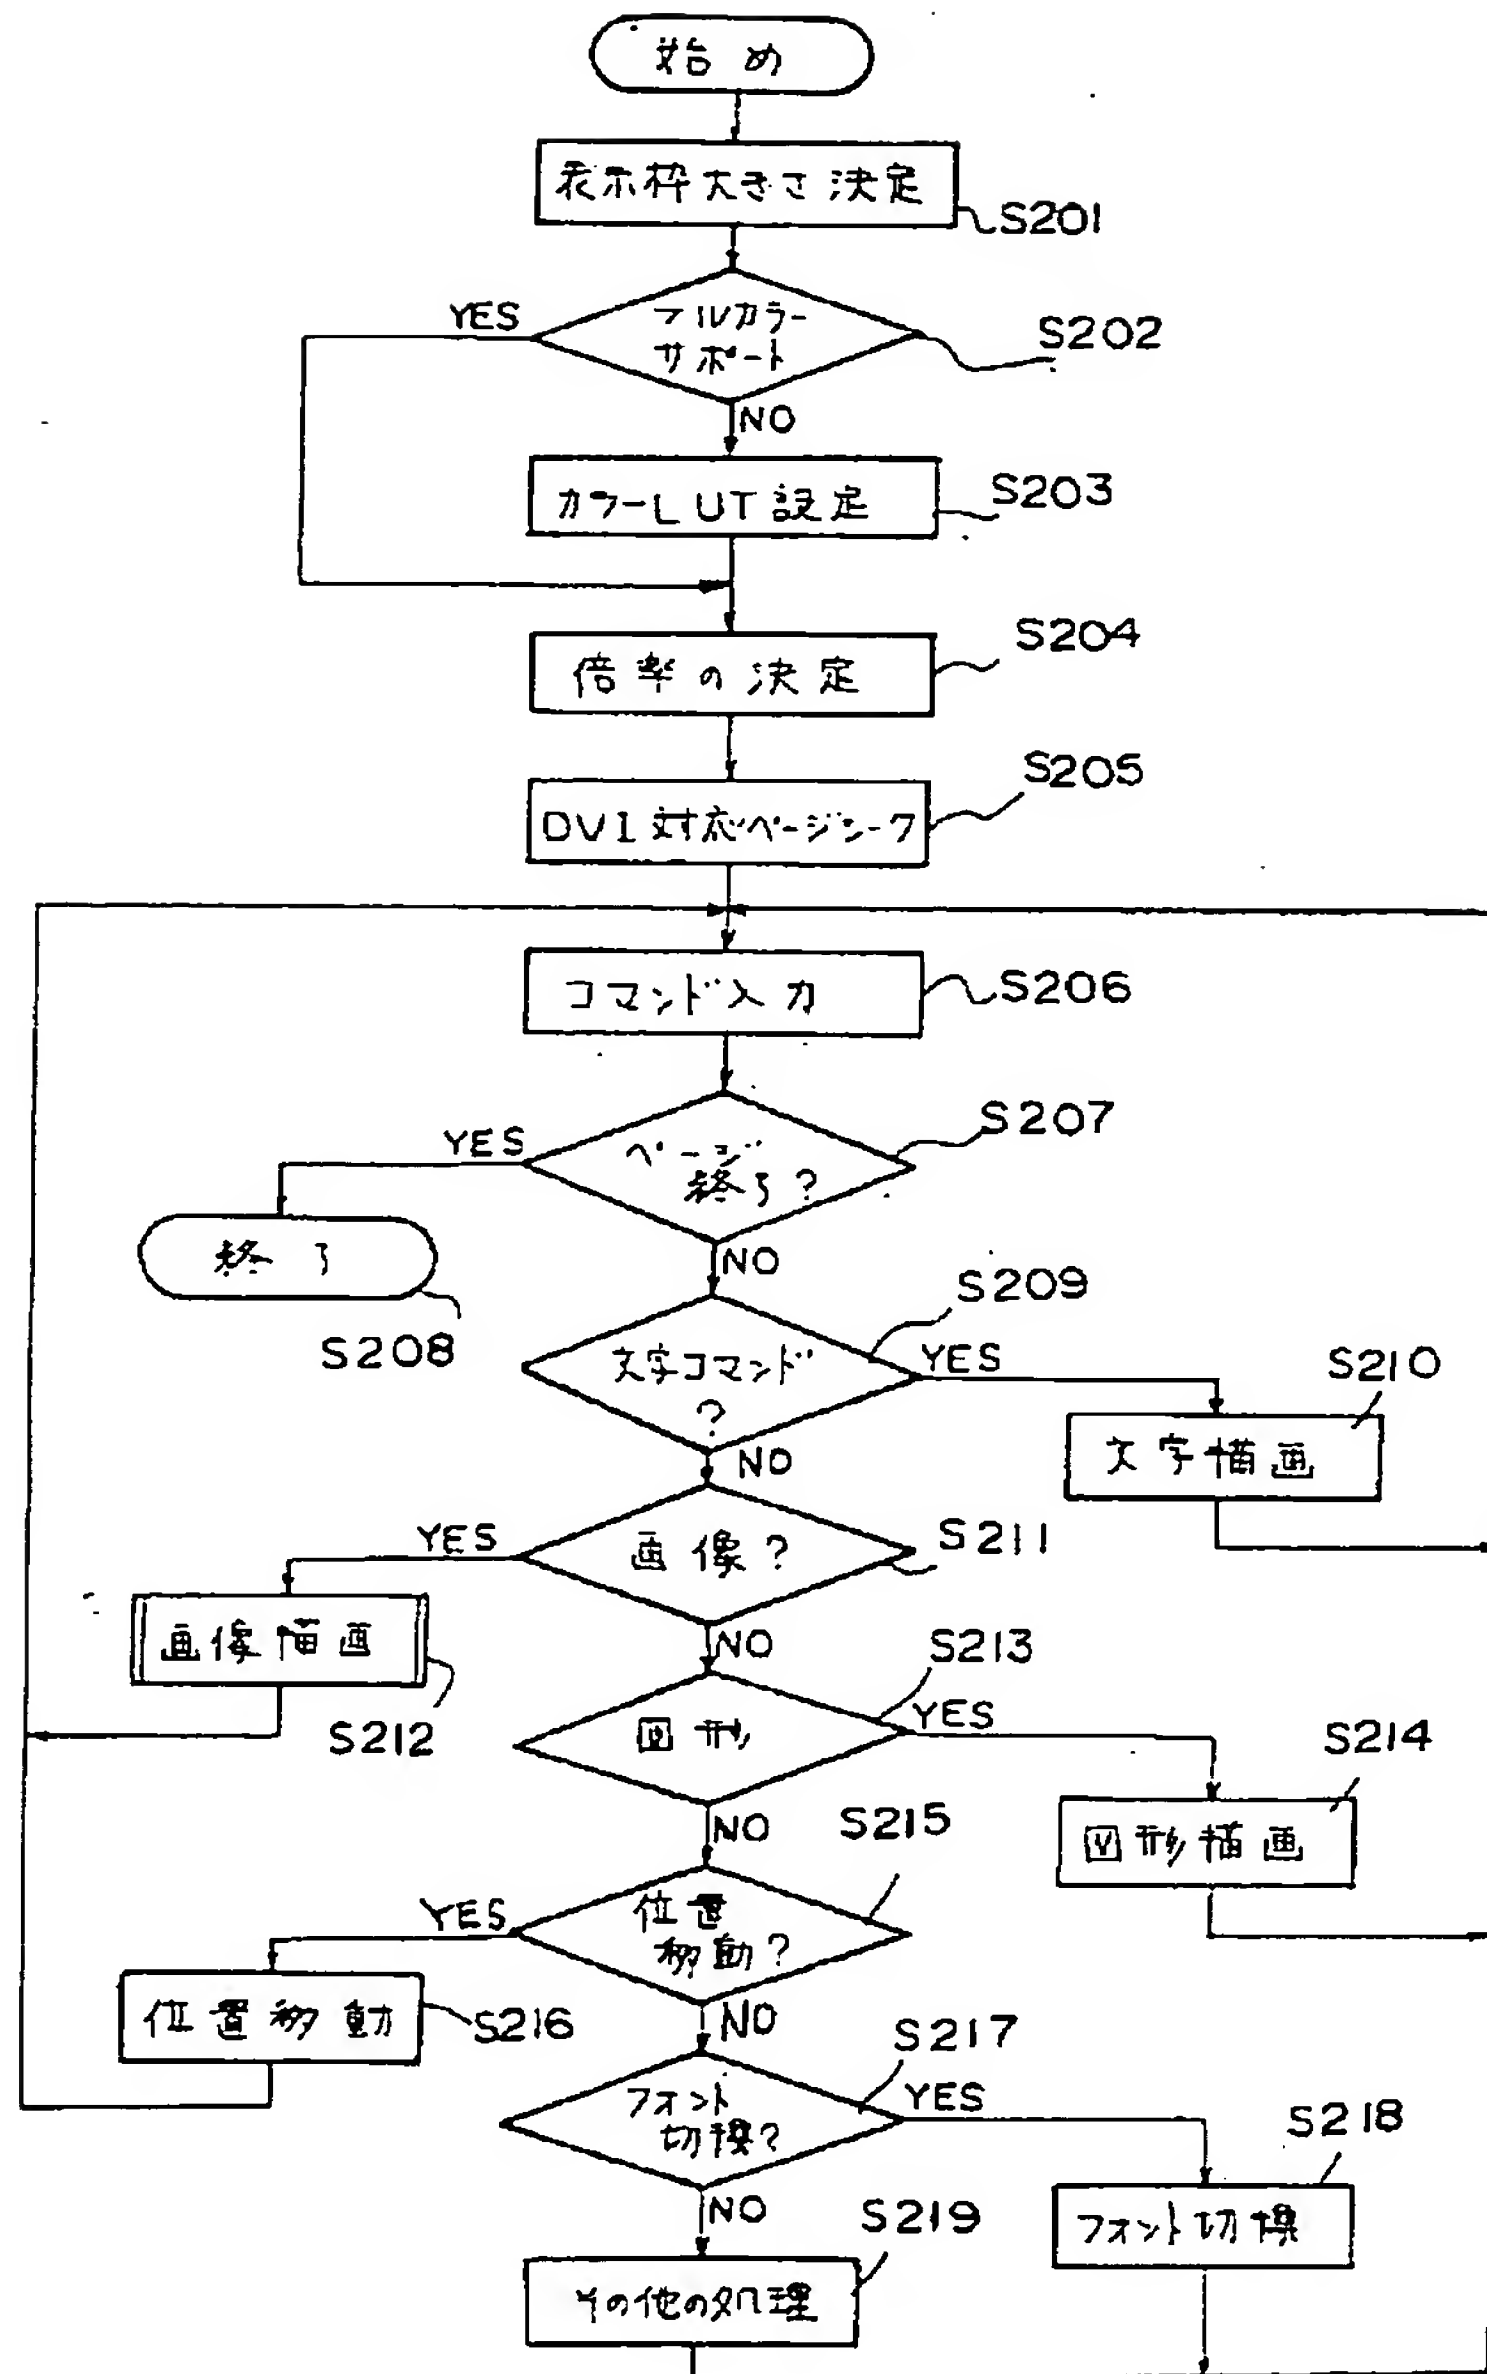 始め
表示枠大きさ決定
S201
YES
フルカラー
サポート
S202
NO
カラーLUT設定
S203
倍率の決定
S204
DVI対応ページシーク
S205
コマンド入力
S206
YES
ページ
終了?
S207
終了
S208
NO
文字コマンド
?
S209
YES
S210
文字描画
NO
YES
画像?
S211
画像描画
S212
NO
図形
S213
YES
S214
図形描画
NO
S215
YES
位置
移動?
位置移動
S216
NO
フォント
切換?
S217
YES
S218
フォント切換
NO
S219
その他の処理